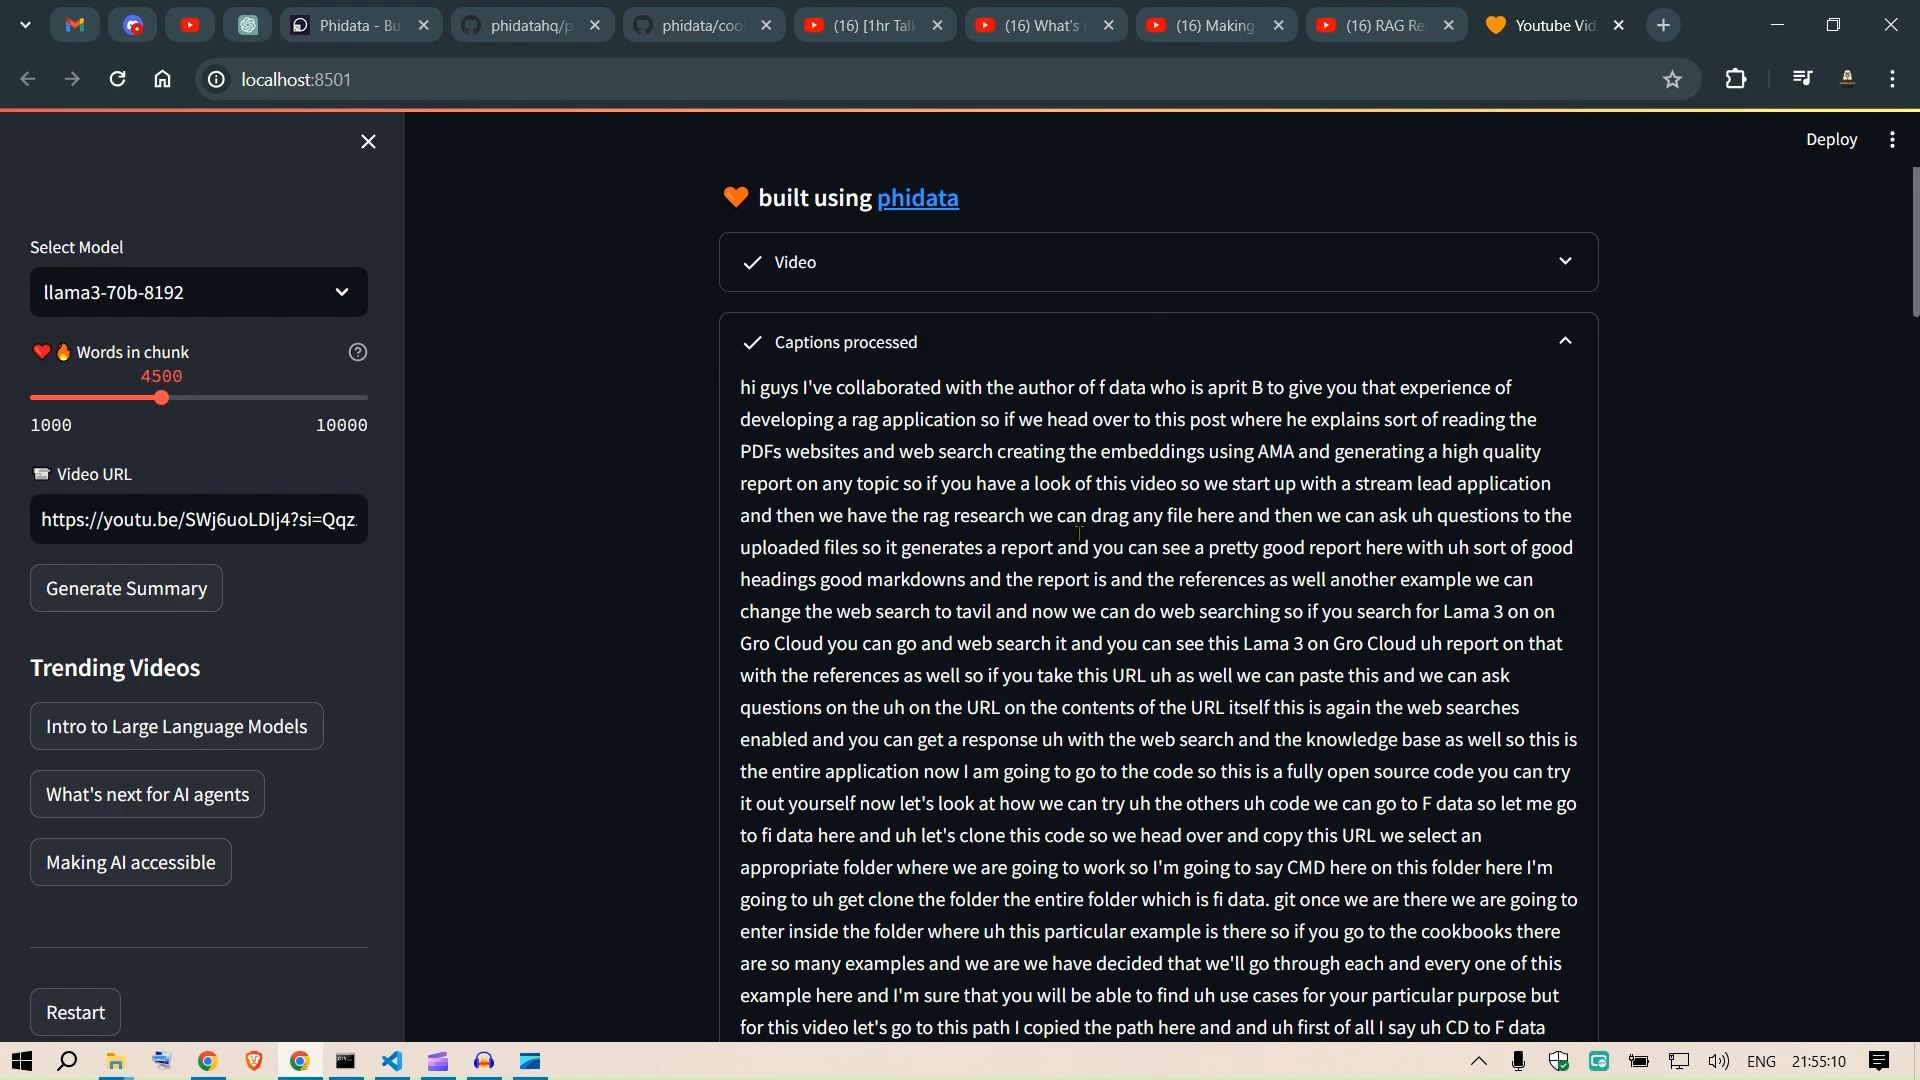 Phidata - Bu
phidatahq/p
phidata/coo
(16) [1hr Tal
(16) What's
(16) Making
(16) RAG Re
Youtube Vid
localhost:8501
Deploy
Select Model
llama3-70b-8192
Words in chunk
4500
1000
10000
Video URL
https://youtu.be/SWj6uoLDIj4?si=Qqz.
Generate Summary
Trending Videos
Intro to Large Language Models
What's next for AI agents
Making AI accessible
Restart
built using phidata
Video
Captions processed
hi guys I've collaborated with the author of f data who is aprit B to give you that experience of
developing a rag application so if we head over to this post where he explains sort of reading the
PDFs websites and web search creating the embeddings using AMA and generating a high quality
report on any topic so if you have a look of this video so we start up with a stream lead application
and then we have the rag research we can drag any file here and then we can ask uh questions to the
uploaded files so it generates a report and you can see a pretty good report here with uh sort of good
headings good markdowns and the report is and the references as well another example we can
change the web search to tavil and now we can do web searching so if you search for Lama 3 on on
Gro Cloud you can go and web search it and you can see this Lama 3 on Gro Cloud uh report on that
with the references as well so if you take this URL uh as well we can paste this and we can ask
questions on the uh on the URL on the contents of the URL itself this is again the web searches
enabled and you can get a response uh with the web search and the knowledge base as well so this is
the entire application now I am going to go to the code so this is a fully open source code you can try
it out yourself now let's look at how we can try uh the others uh code we can go to F data so let me go
to fi data here and uh let's clone this code so we head over and copy this URL we select an
appropriate folder where we are going to work so I'm going to say CMD here on this folder here I'm
going to uh get clone the folder the entire folder which is fi data. git once we are there we are going to
enter inside the folder where uh this particular example is there so if you go to the cookbooks there
are so many examples and we are we have decided that we'll go through each and every one of this
example here and I'm sure that you will be able to find uh use cases for your particular purpose but
for this video let's go to this path I copied the path here and and uh first of all I say uh CD to F data
ENG
21:55:10